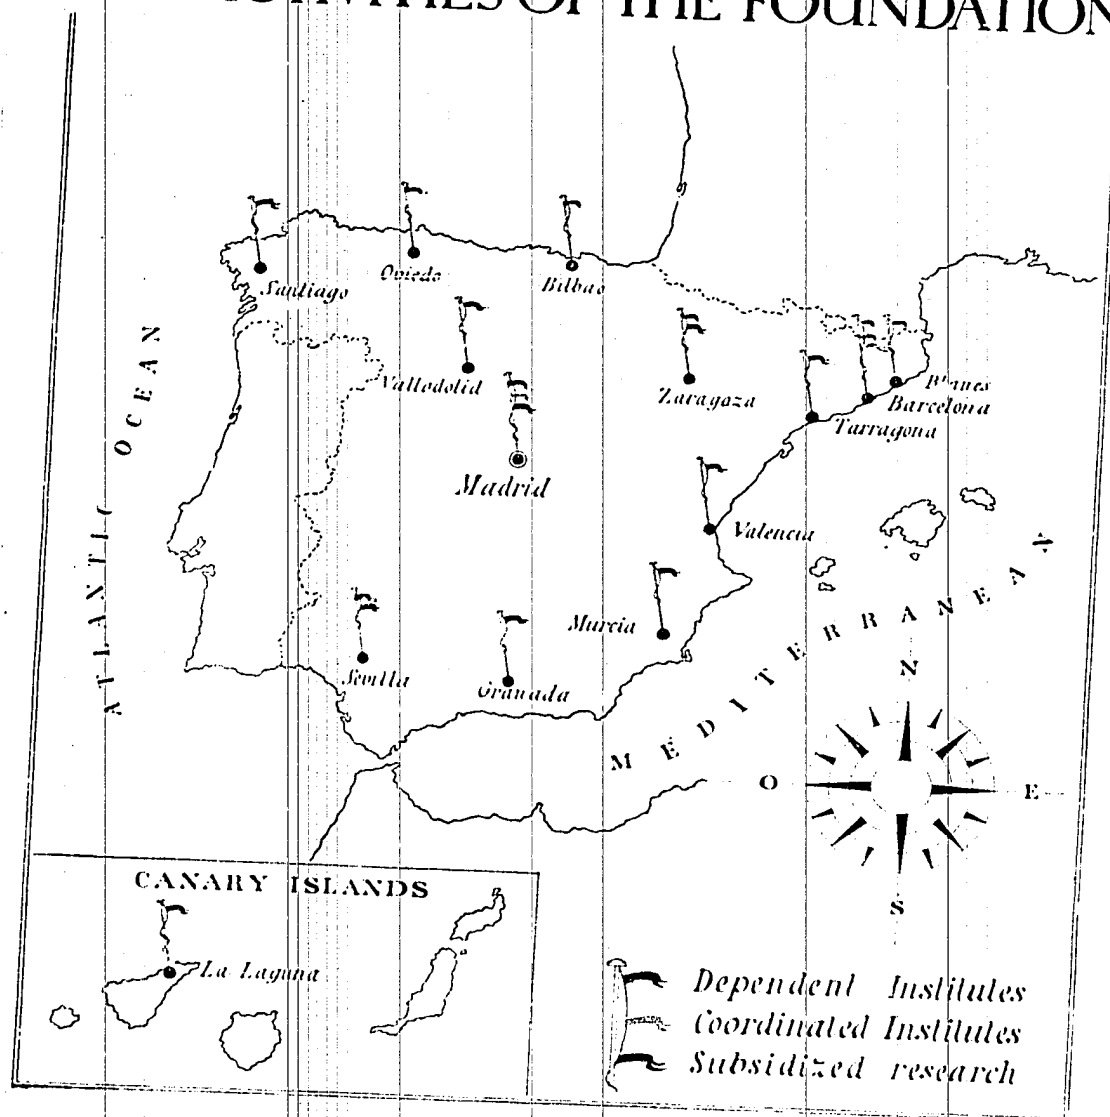 OF THE FOUNDATION
Santiago
Oviedo
Bilbao
Valladolid
Zaragoza
Barcelona
Tarragona
Madrid
Valencia
Murcia
Sevilla
Granada
ATLANTIC OCEAN
MEDITERRANEAN
N
O
E
S
CANARY ISLANDS
La Laguna
Dependent Institutes
Coordinated Institutes
Subsidized research